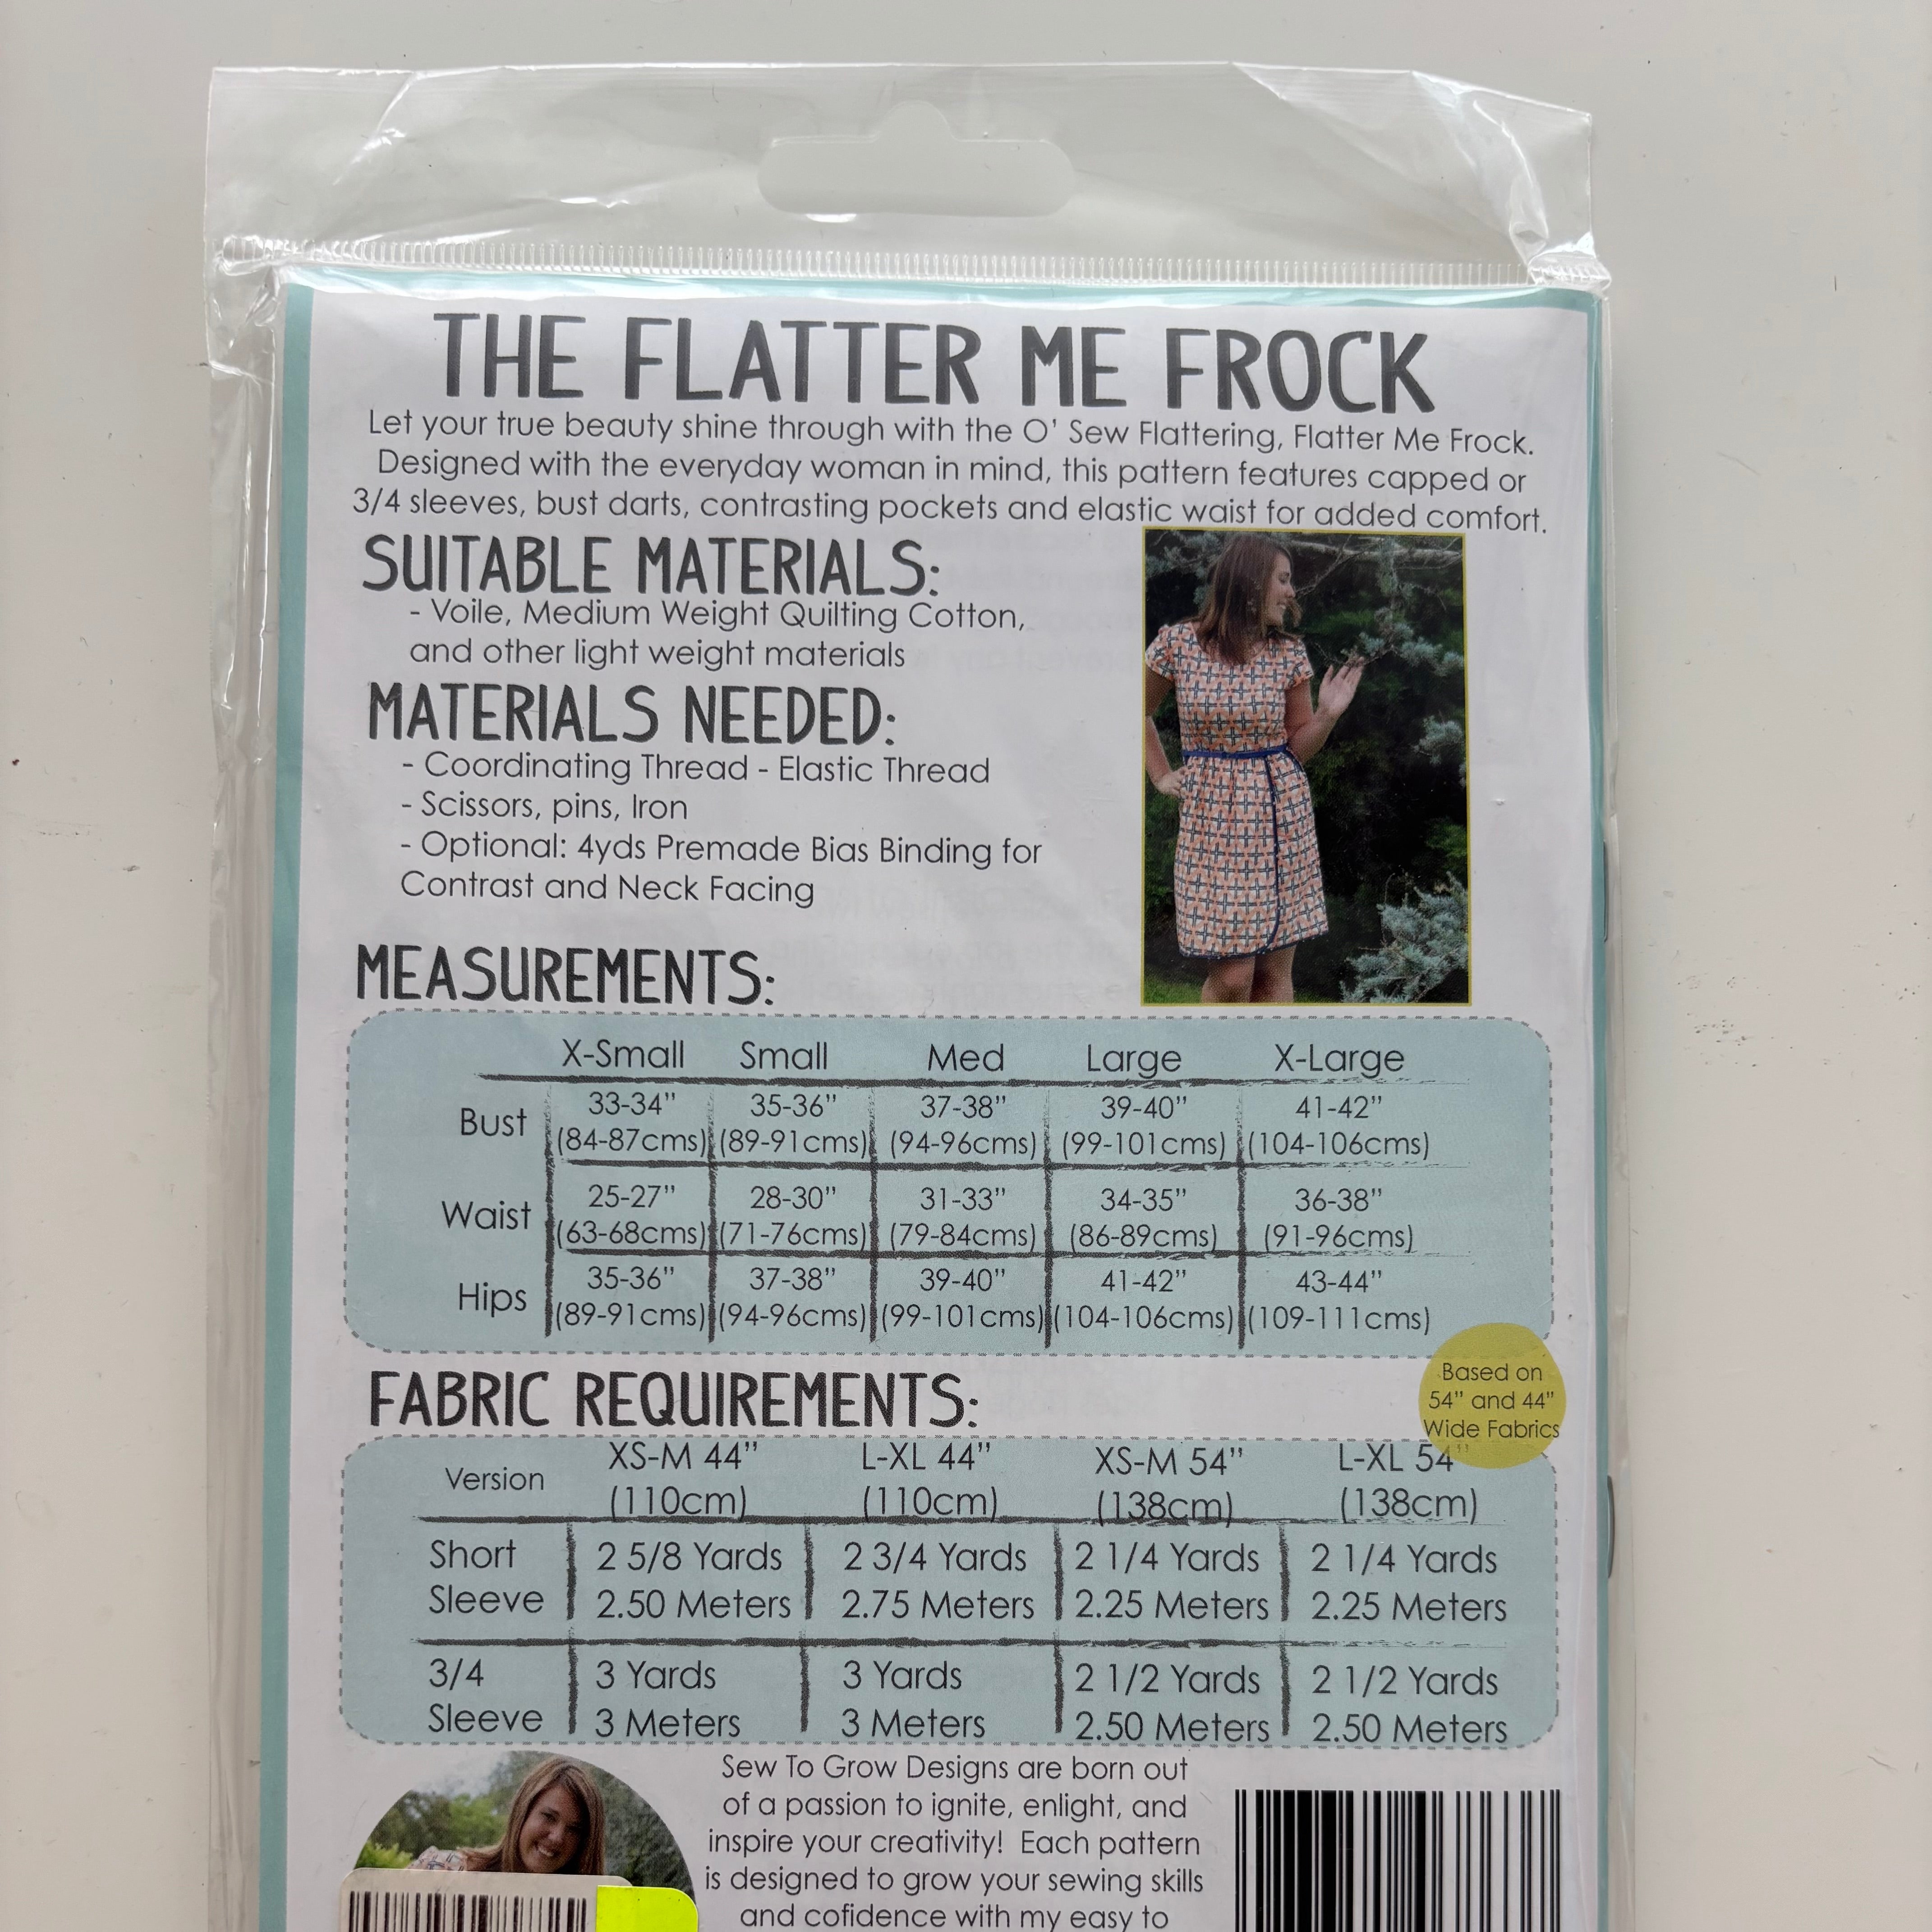 THE FLATTER ME FROCK
Let your true beauty shine through with the O' Sew Flattering, Flatter Me Frock.
Designed with the everyday woman in mind, this pattern features capped or
3/4 sleeves, bust darts, contrasting pockets and elastic waist for added comfort.
SUITABLE MATERIALS:
- Voile, Medium Weight Quilting Cotton,
and other light weight materials
MATERIALS NEEDED:
- Coordinating Thread - Elastic Thread
- Scissors, pins, Iron
- Optional: 4yds Premade Bias Binding for
Contrast and Neck Facing
MEASUREMENTS:
X-Small Small Med Large X-Large
Bust
33-34" 35-36" 37-38" 39-40" 41-42"
(84-87cms) (89-91cms) (94-96cms) (99-101cms) (104-106cms)
Waist
25-27" 28-30" 31-33" 34-35" 36-38"
(63-68cms) (71-76cms) (79-84cms) (86-89cms) (91-96cms)
Hips
35-36" 37-38" 39-40" 41-42" 43-44"
(89-91cms) (94-96cms) (99-101cms) (104-106cms) (109-111cms)
Based on
54" and 44"
Wide Fabrics
FABRIC REQUIREMENTS:
Version
XS-M 44" L-XL 44" XS-M 54" L-XL 54"
(110cm) (110cm) (138cm) (138cm)
Short 2 5/8 Yards 2 3/4 Yards 2 1/4 Yards 2 1/4 Yards
Sleeve 2.50 Meters 2.75 Meters 2.25 Meters 2.25 Meters
3/4 3 Yards 3 Yards 2 1/2 Yards 2 1/2 Yards
Sleeve 3 Meters 3 Meters 2.50 Meters 2.50 Meters
Sew To Grow Designs are born out
of a passion to ignite, enlight, and
inspire your creativity! Each pattern
is designed to grow your sewing skills
and cofidence with my easy to